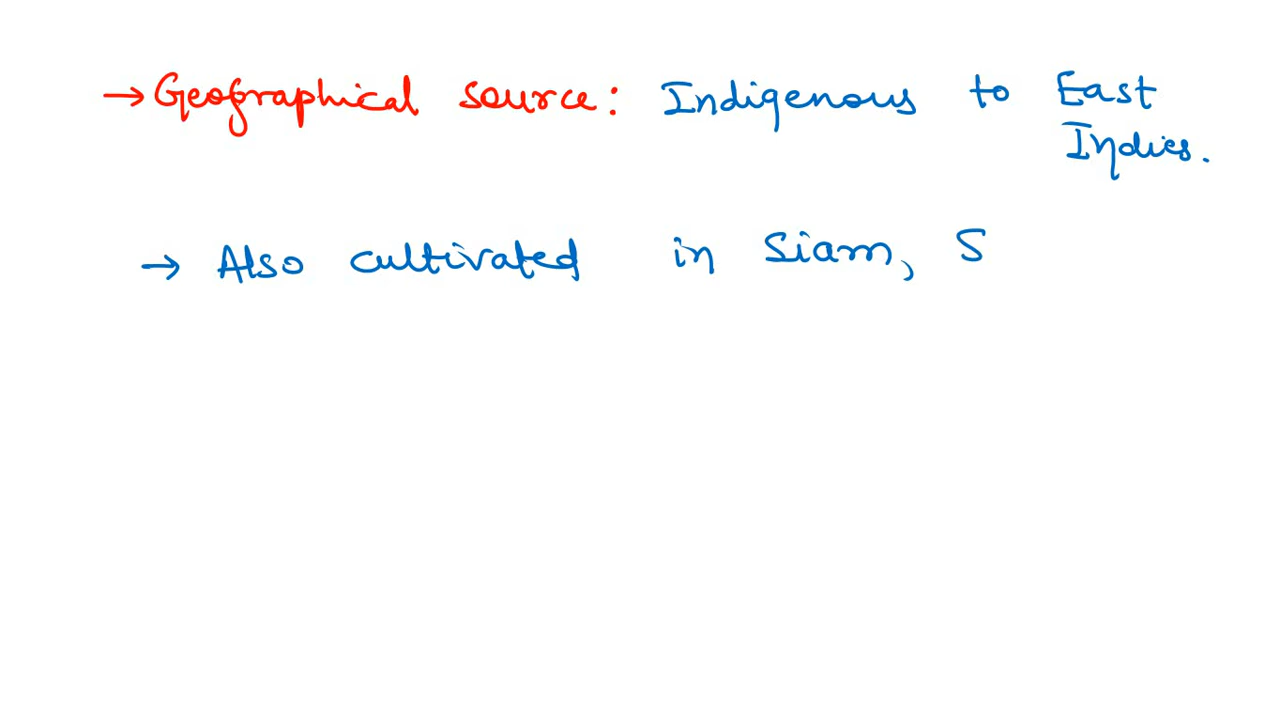 → Geographical source: Indigenous to East
Indies.
→ Also cultivated in Siam, S